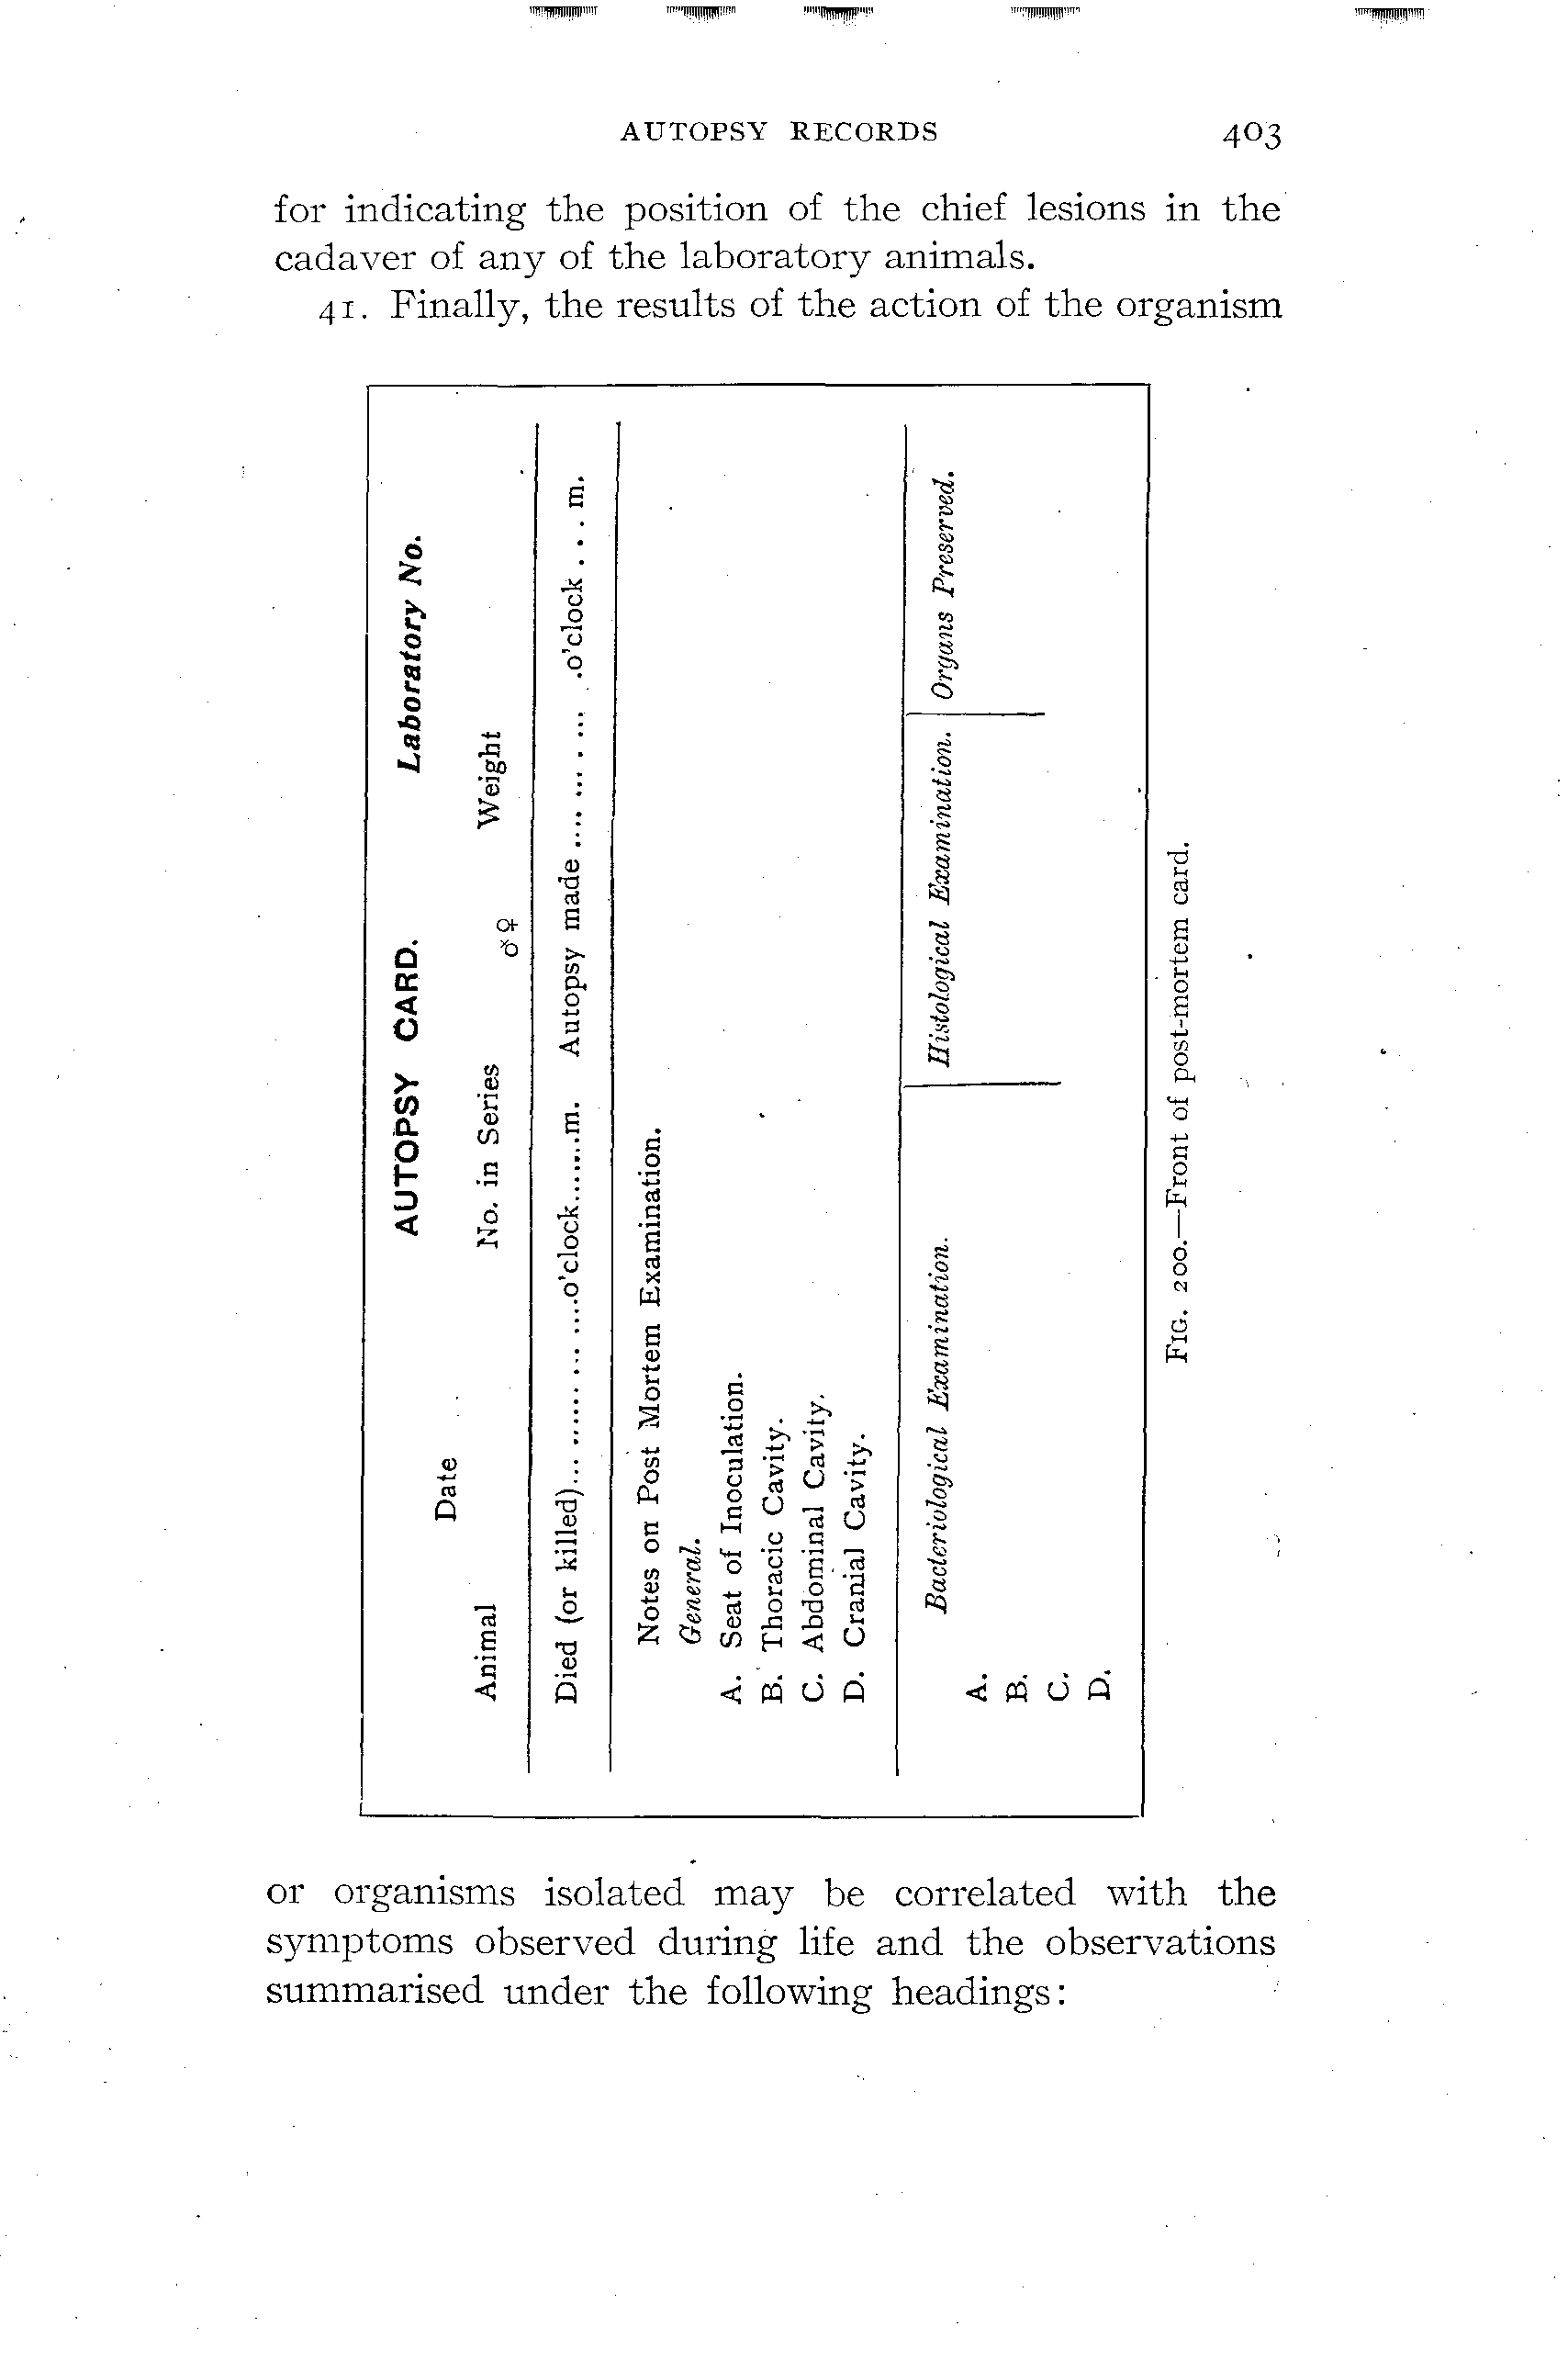 AUTOPSY RECORDS 403
for indicating the position of the chief lesions in the
cadaver of any of the laboratory animals.
41. Finally, the results of the action of the organism
AUTOPSY CARD. Laboratory No.
Date
Animal No. in Series ♂♀ Weight
Died (or killed)... ...... ... ....o'clock.......m. Autopsy made .... ... . ... .o'clock . . . m.
Notes on Post Mortem Examination.
General.
A. Seat of Inoculation.
B. Thoracic Cavity.
C. Abdominal Cavity.
D. Cranial Cavity.
Bacteriological Examination. Histological Examination. Organs Preserved.
A.
B.
C.
D.
FIG. 200.—Front of post-mortem card.
or organisms isolated may be correlated with the
symptoms observed during life and the observations
summarised under the following headings: